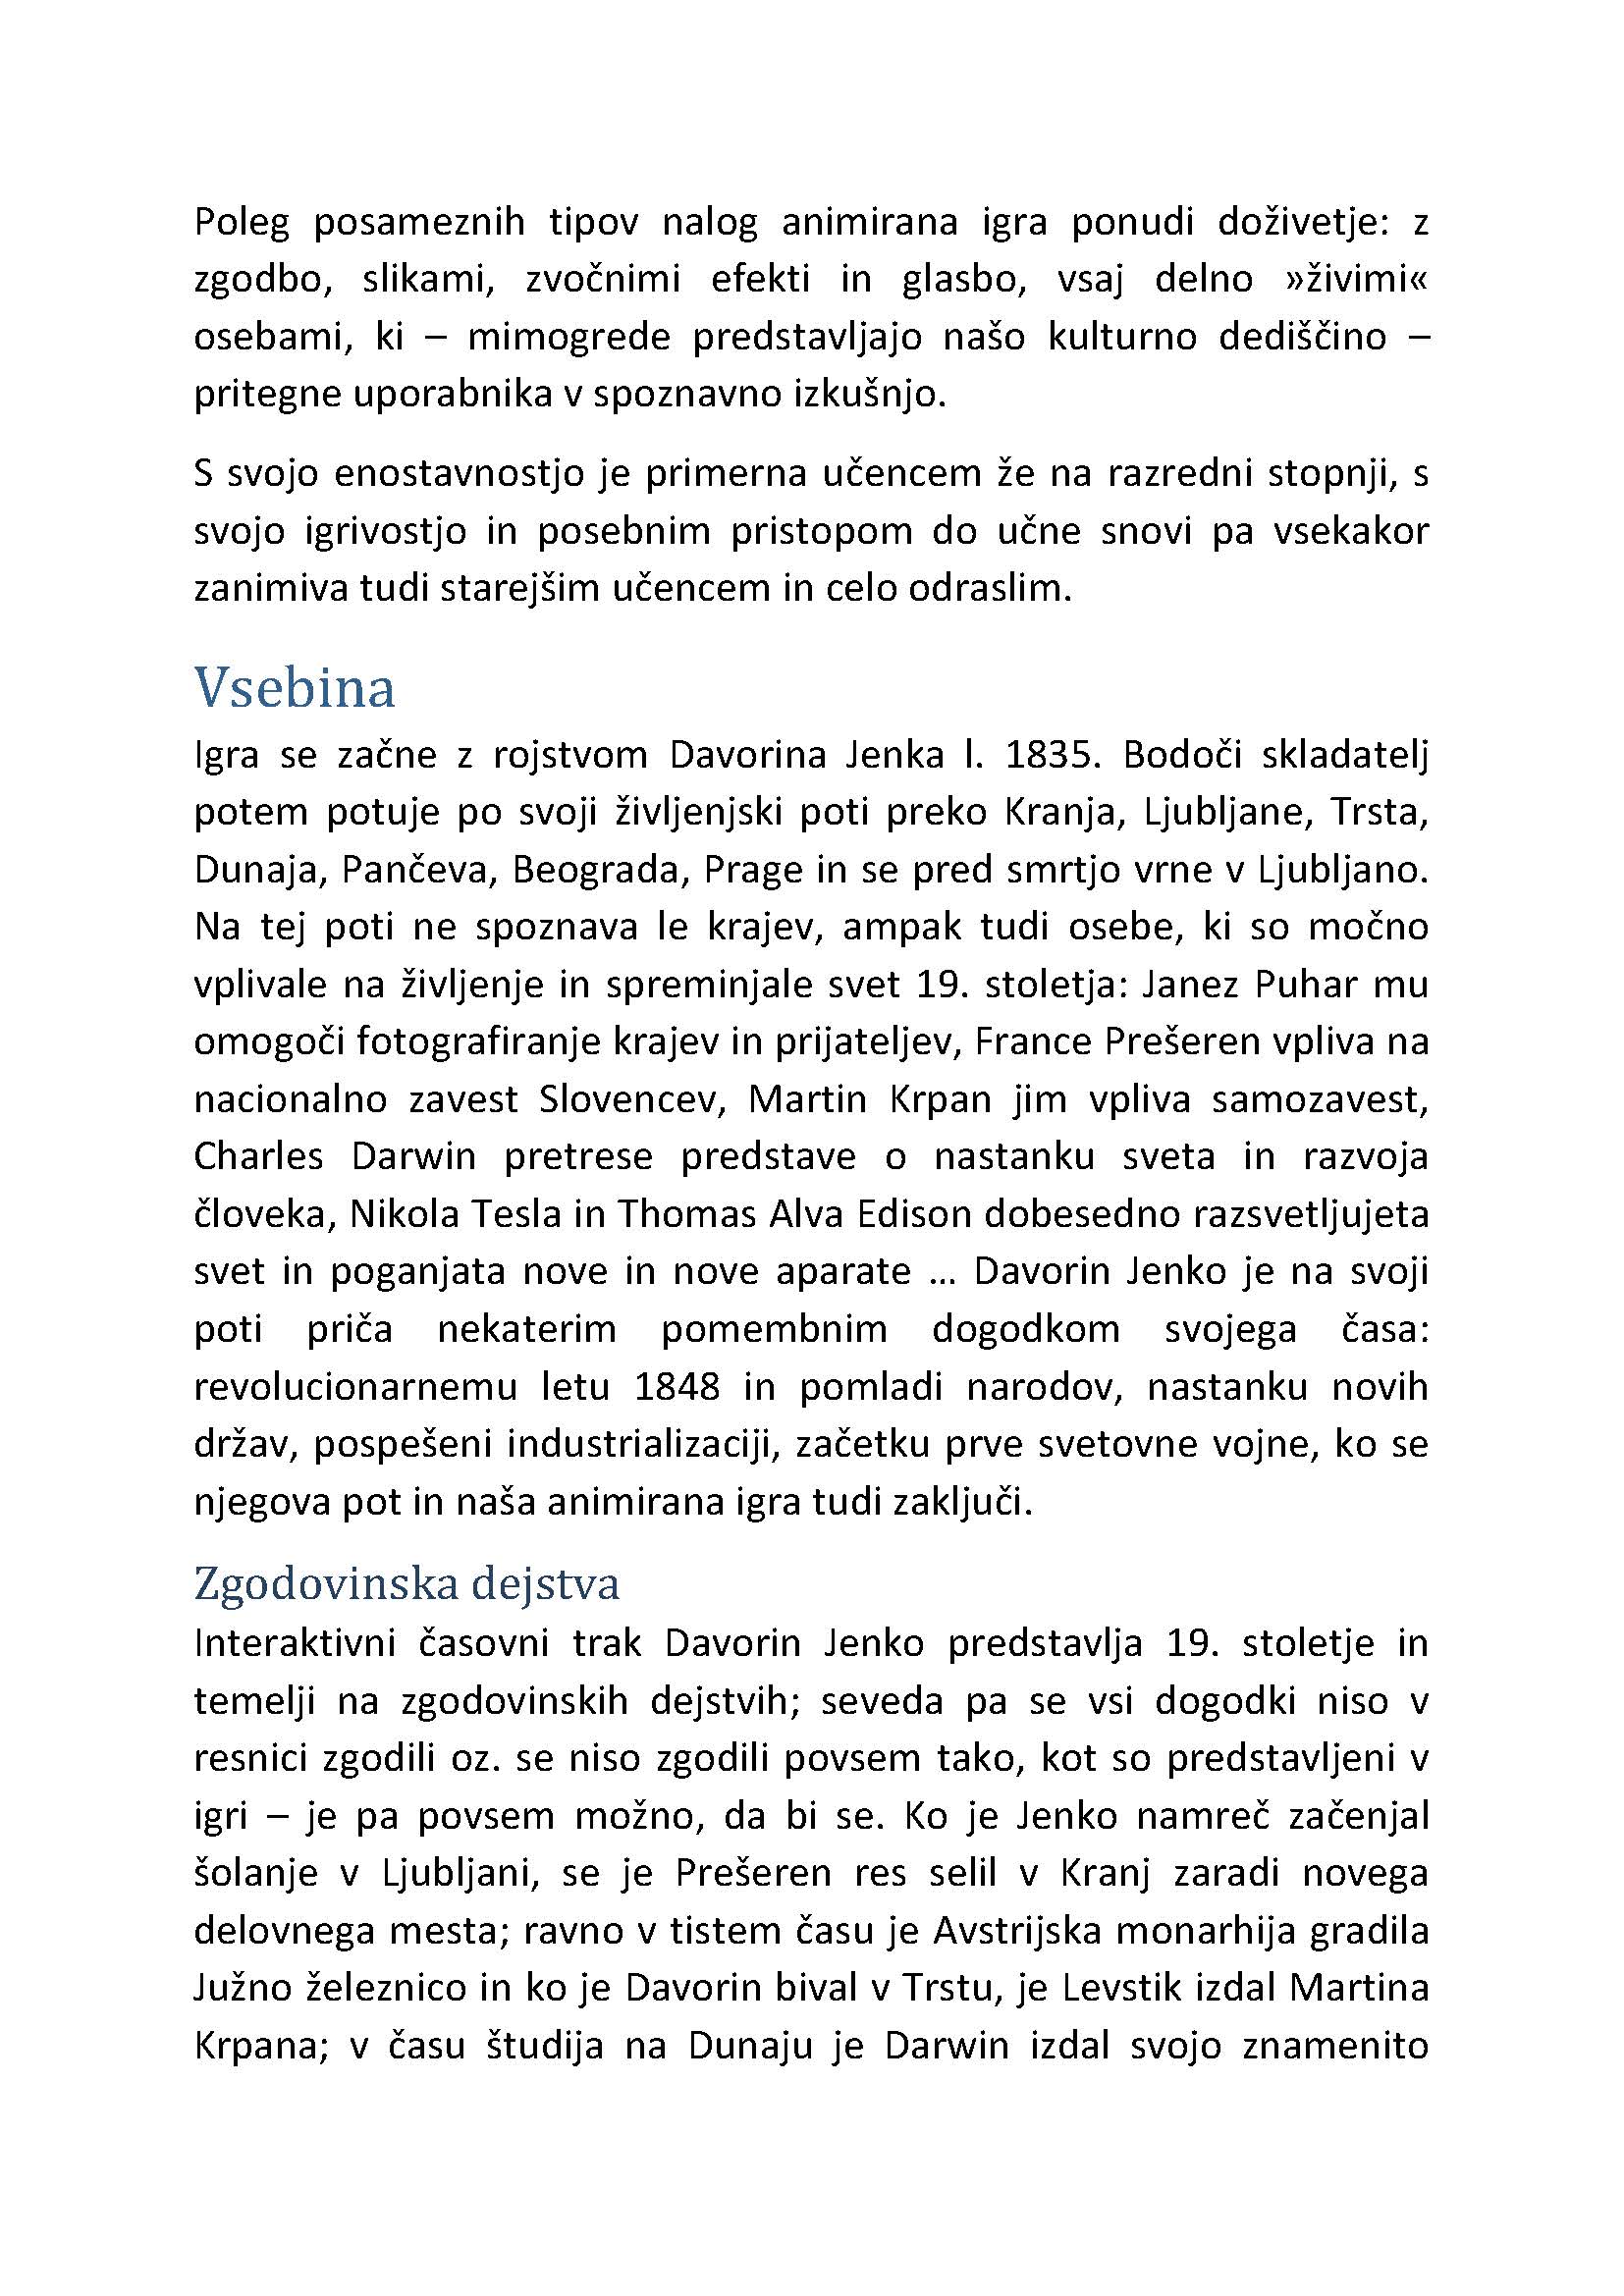 Poleg posameznih tipov nalog animirana igra ponudi doživetje: z
zgodbo, slikami, zvočnimi efekti in glasbo, vsaj delno »živimi«
osebami, ki – mimogrede predstavljajo našo kulturno dediščino –
pritegne uporabnika v spoznavno izkušnjo.
S svojo enostavnostjo je primerna učencem že na razredni stopnji, s
svojo igrivostjo in posebnim pristopom do učne snovi pa vsekakor
zanimiva tudi starejšim učencem in celo odraslim.
Vsebina
Igra se začne z rojstvom Davorina Jenka l. 1835. Bodoči skladatelj
potem potuje po svoji življenjski poti preko Kranja, Ljubljane, Trsta,
Dunaja, Pančeva, Beograda, Prage in se pred smrtjo vrne v Ljubljano.
Na tej poti ne spoznava le krajev, ampak tudi osebe, ki so močno
vplivale na življenje in spreminjale svet 19. stoletja: Janez Puhar mu
omogoči fotografiranje krajev in prijateljev, France Prešeren vpliva na
nacionalno zavest Slovencev, Martin Krpan jim vpliva samozavest,
Charles Darwin pretrese predstave o nastanku sveta in razvoja
človeka, Nikola Tesla in Thomas Alva Edison dobesedno razsvetljujeta
svet in poganjata nove in nove aparate … Davorin Jenko je na svoji
poti priča nekaterim pomembnim dogodkom svojega časa:
revolucionarnemu letu 1848 in pomladi narodov, nastanku novih
držav, pospešeni industrializaciji, začetku prve svetovne vojne, ko se
njegova pot in naša animirana igra tudi zaključi.
Zgodovinska dejstva
Interaktivni časovni trak Davorin Jenko predstavlja 19. stoletje in
temelji na zgodovinskih dejstvih; seveda pa se vsi dogodki niso v
resnici zgodili oz. se niso zgodili povsem tako, kot so predstavljeni v
igri – je pa povsem možno, da bi se. Ko je Jenko namreč začenjal
šolanje v Ljubljani, se je Prešeren res selil v Kranj zaradi novega
delovnega mesta; ravno v tistem času je Avstrijska monarhija gradila
Južno železnico in ko je Davorin bival v Trstu, je Levstik izdal Martina
Krpana; v času študija na Dunaju je Darwin izdal svojo znamenito